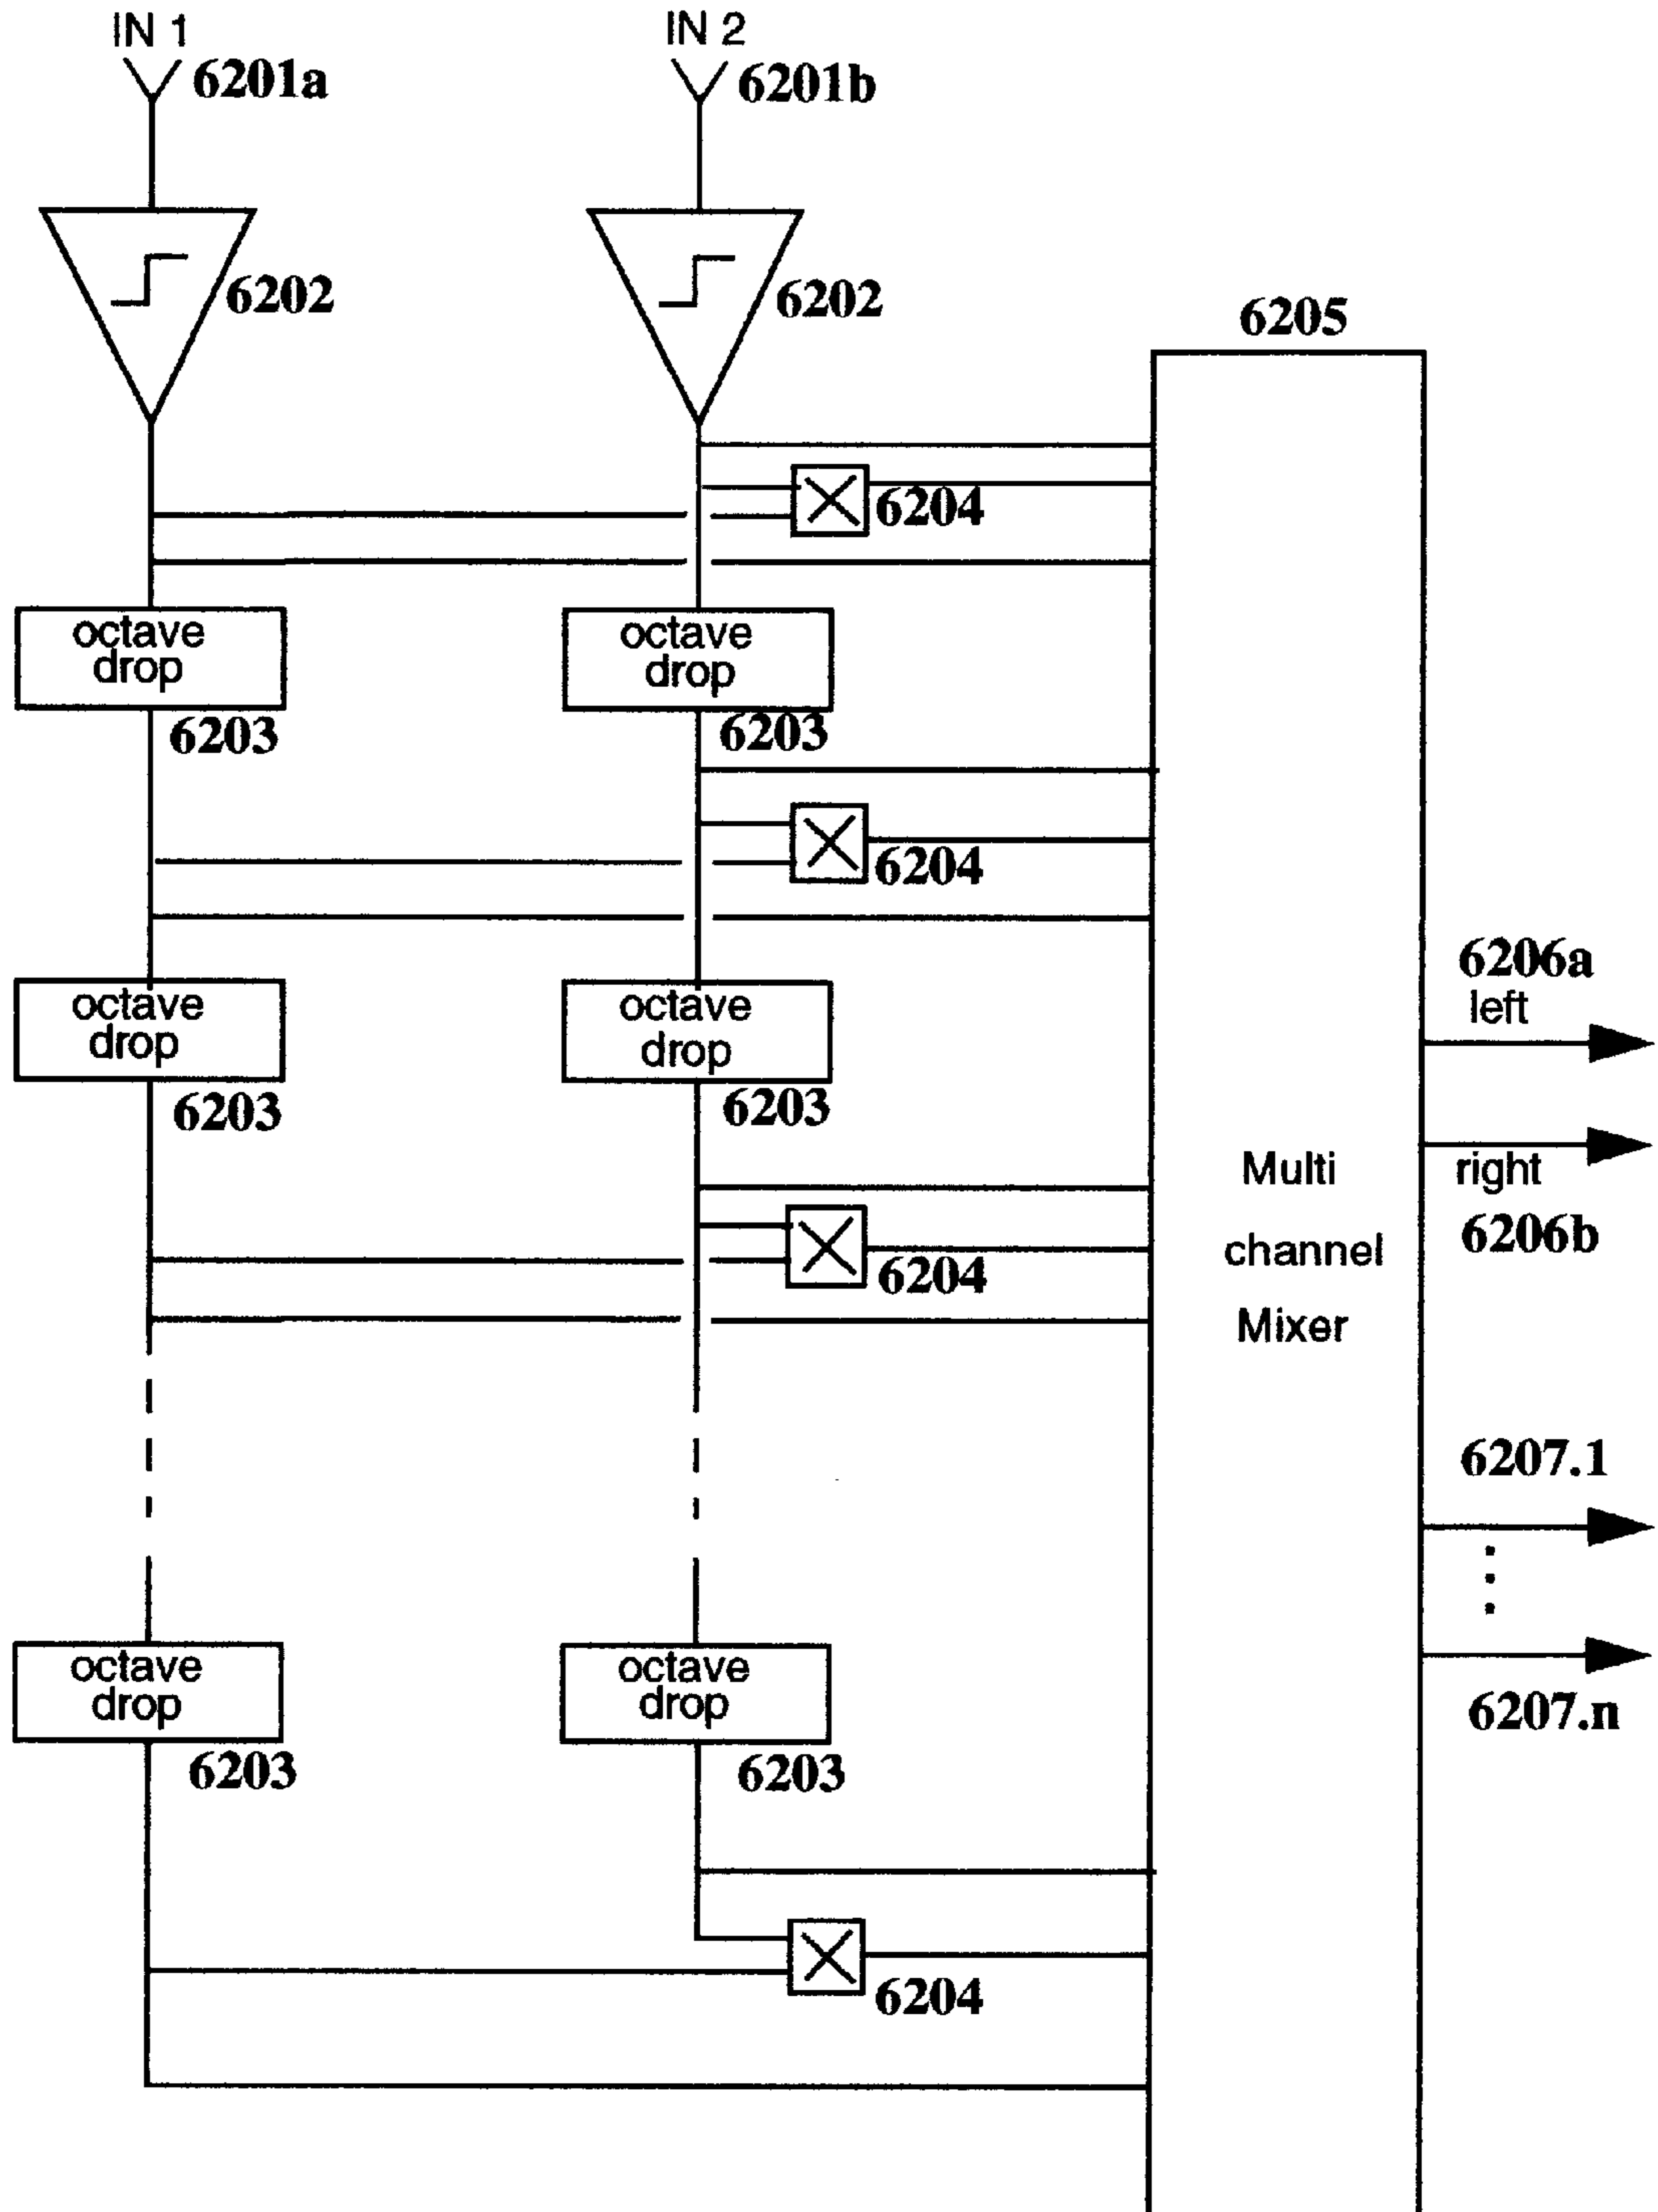 IN 1
6201a
IN 2
6201b
6202
6202
6205
6204
octave
drop
6203
octave
drop
6203
6204
octave
drop
6203
octave
drop
6203
6206a
left
right
6206b
Multi
channel
Mixer
6204
6207.1
6207.n
octave
drop
6203
octave
drop
6203
6204